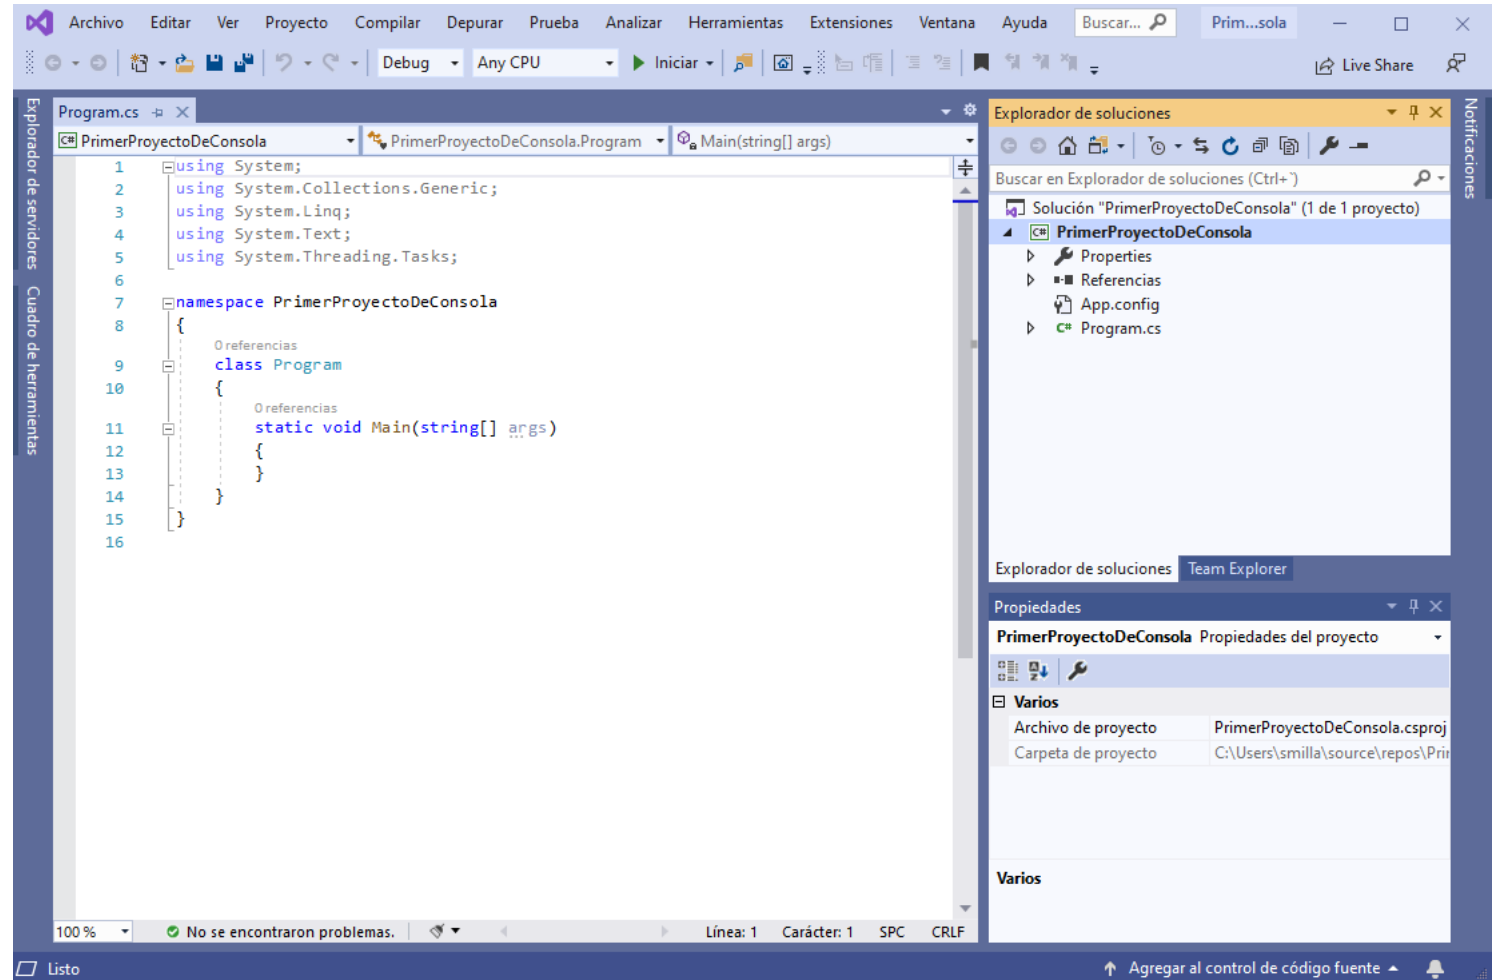 Archivo Editar Ver Proyecto Compilar Depurar Prueba Analizar Herramientas Extensiones Ventana Ayuda Buscar... Prim...sola
Debug Any CPU Iniciar Live Share
Explorador de servidores
Cuadro de herramientas
Program.cs
PrimerProyectoDeConsola PrimerProyectoDeConsola.Program Main(string[] args)
1 using System;
2 using System.Collections.Generic;
3 using System.Linq;
4 using System.Text;
5 using System.Threading.Tasks;
6
7 namespace PrimerProyectoDeConsola
8 {
0 referencias
9 class Program
10 {
0 referencias
11 static void Main(string[] args)
12 {
13 }
14 }
15 }
16
100 % No se encontraron problemas. Línea: 1 Carácter: 1 SPC CRLF
Explorador de soluciones
Buscar en Explorador de soluciones (Ctrl+`)
Solución "PrimerProyectoDeConsola" (1 de 1 proyecto)
C# PrimerProyectoDeConsola
Properties
Referencias
App.config
C# Program.cs
Explorador de soluciones Team Explorer
Propiedades
PrimerProyectoDeConsola Propiedades del proyecto
Varios
Archivo de proyecto PrimerProyectoDeConsola.csproj
Carpeta de proyecto C:\Users\smilla\source\repos\Prir
Varios
Notificaciones
Listo Agregar al control de código fuente